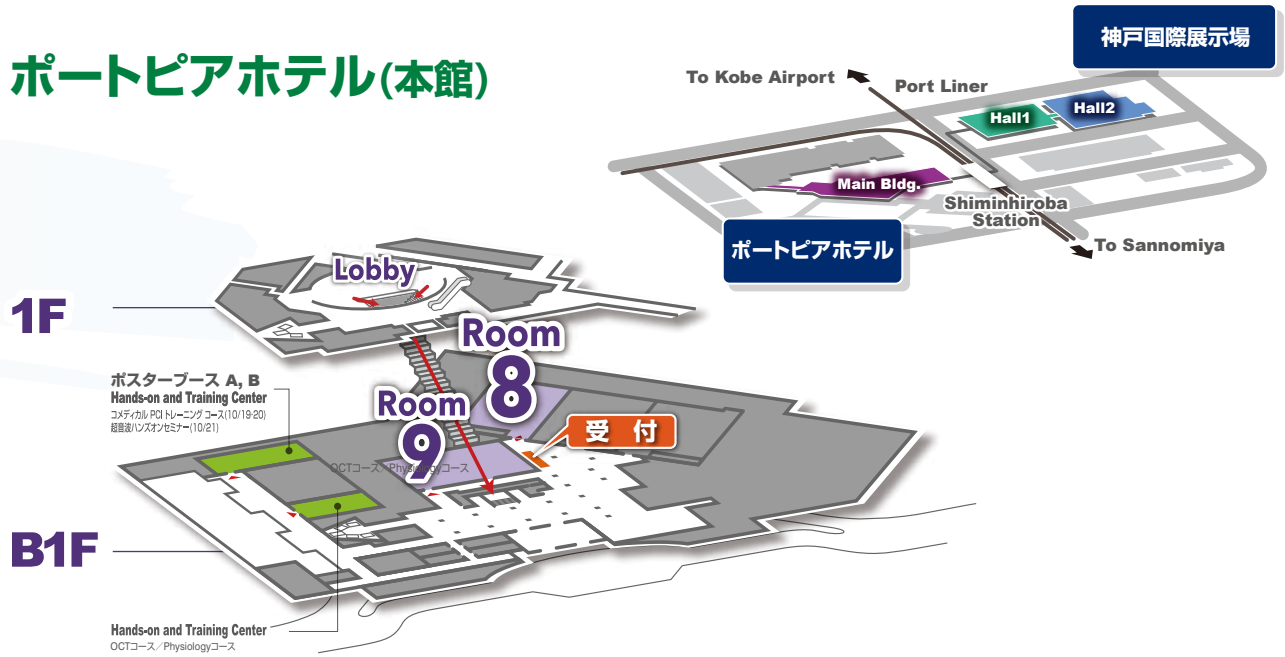 ポートピアホテル(本館)
神戸国際展示場
To Kobe Airport
Port Liner
Hall1
Hall2
Main Bldg.
Shiminhiroba
Station
To Sannomiya
ポートピアホテル
1F
Lobby
Room
8
ポスターブース A, B
Hands-on and Training Center
コメディカル PCI トレーニング コース(10/19・20)
超音波ハンズオンセミナー(10/21)
Room
9
受 付
OCTコース/Physiologyコース
B1F
Hands-on and Training Center
OCTコース/Physiologyコース